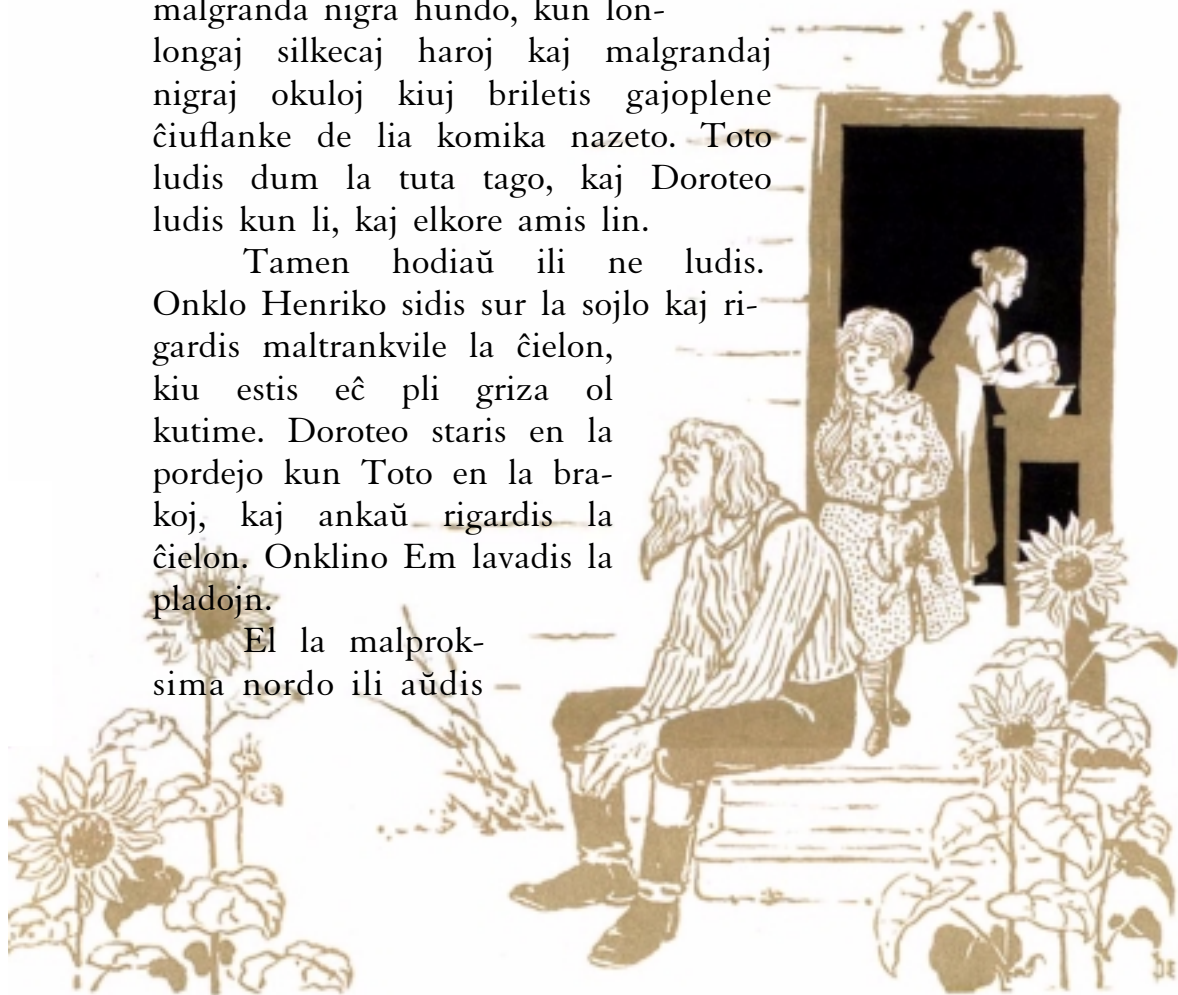 malgranda nigra hundo, kun lon-
longaj silkecaj haroj kaj malgrandaj
nigraj okuloj kiuj briletis gajoplene
ĉiuflanke de lia komika nazeto. Toto
ludis dum la tuta tago, kaj Doroteo
ludis kun li, kaj elkore amis lin.
Tamen hodiaŭ ili ne ludis.
Onklo Henriko sidis sur la sojlo kaj ri-
gardis maltrankvile la ĉielon,
kiu estis eĉ pli griza ol
kutime. Doroteo staris en la
pordejo kun Toto en la bra-
koj, kaj ankaŭ rigardis la
ĉielon. Onklino Em lavadis la
pladojn.
El la malprok-
sima nordo ili aŭdis